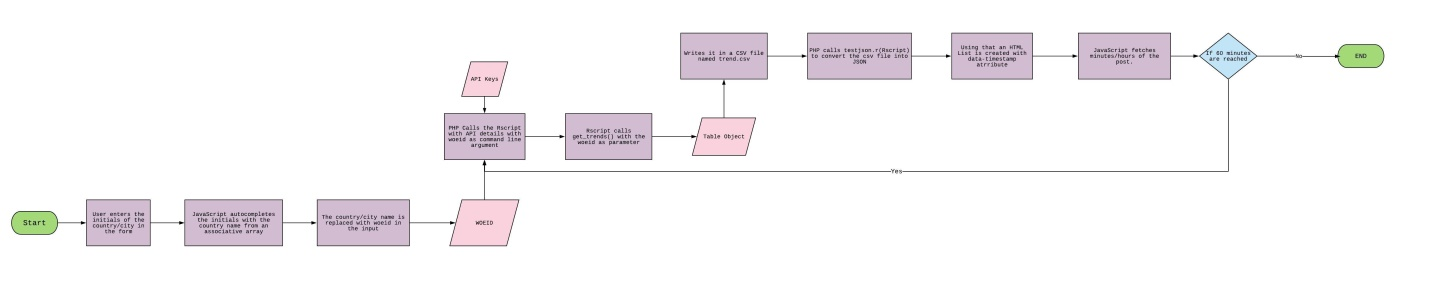 Start
User enters the
initials of the
country/city in
the form
JavaScript autocompletes
the initials with the
country name from an
associative array
The country/city name is
replaced with woeid in
the input
WOEID
API Keys
PHP Calls the Rscript
with API details with
woeid as command line
argument
Rscript calls
get_trends() with the
woeid as parameter
Table Object
Writes it in a CSV file
named trend.csv
PHP calls testjson.r(Rscript)
to convert the csv file into
JSON
Using that an HTML
List is created with
data-timestamp
atrribute
JavaScript fetches
minutes/hours of the
post.
If 60 minutes
are reached
No
END
Yes